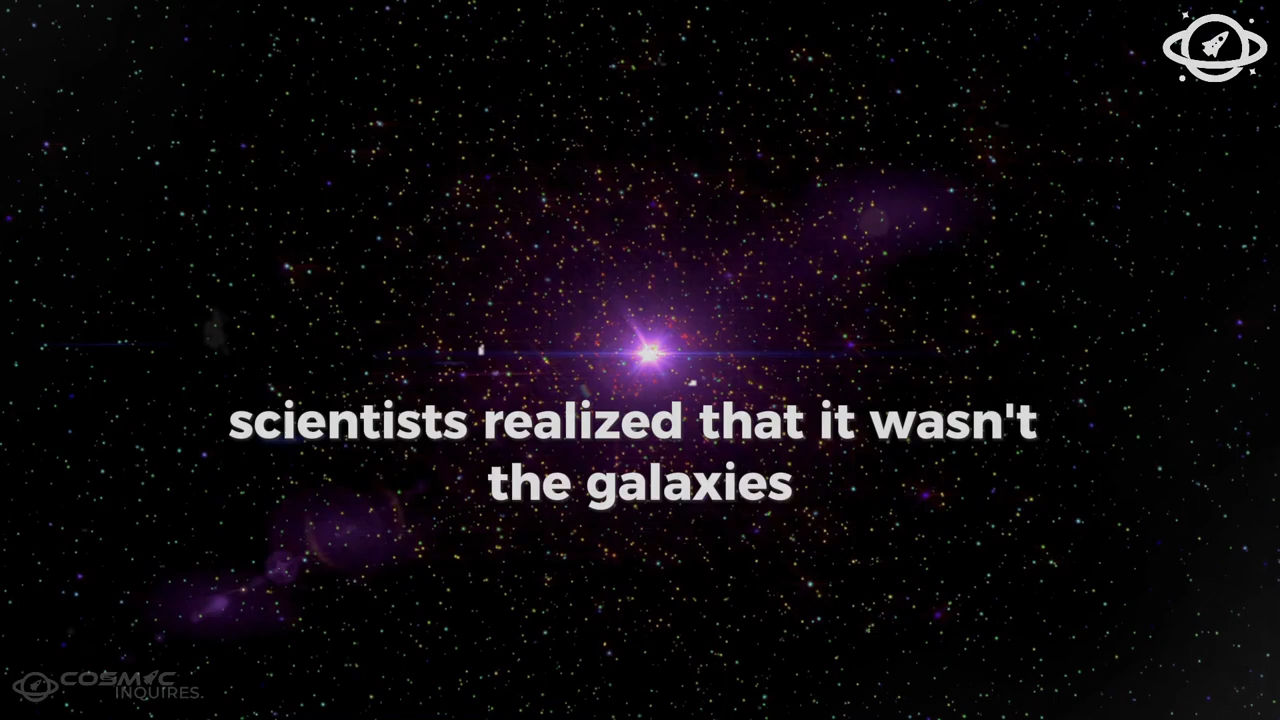 scientists realized that it wasn't
the galaxies
COSMIC
INQUIRES.